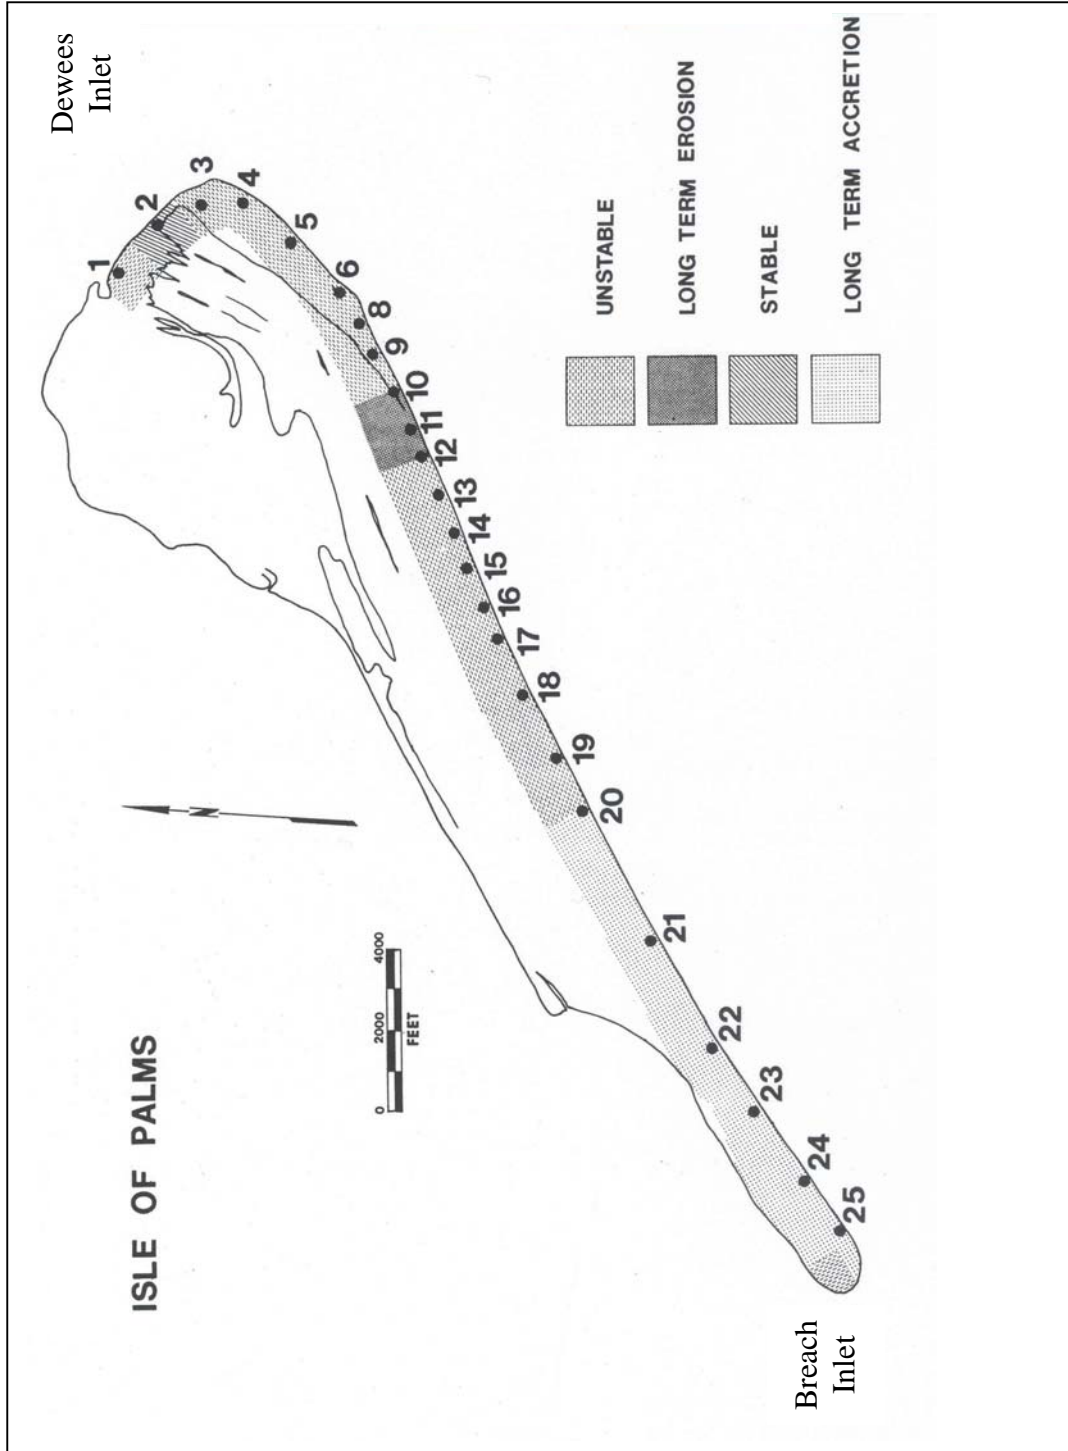 Dewees
Inlet
1
2
3
4
5
6
8
9
10
11
12
13
14
15
16
17
18
19
20
21
22
23
24
25
UNSTABLE
LONG TERM EROSION
STABLE
LONG TERM ACCRETION
N
0 2000 4000
FEET
ISLE OF PALMS
Breach
Inlet